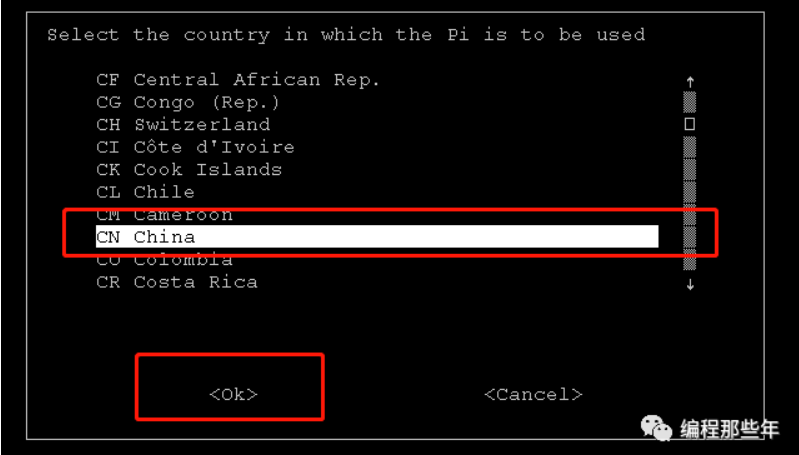 Select the country in which the Pi is to be used
CF Central African Rep.
CG Congo (Rep.)
CH Switzerland
CI Côte d'Ivoire
CK Cook Islands
CL Chile
CM Cameroon
CN China
CO Colombia
CR Costa Rica
<Ok> <Cancel>
编程那些年